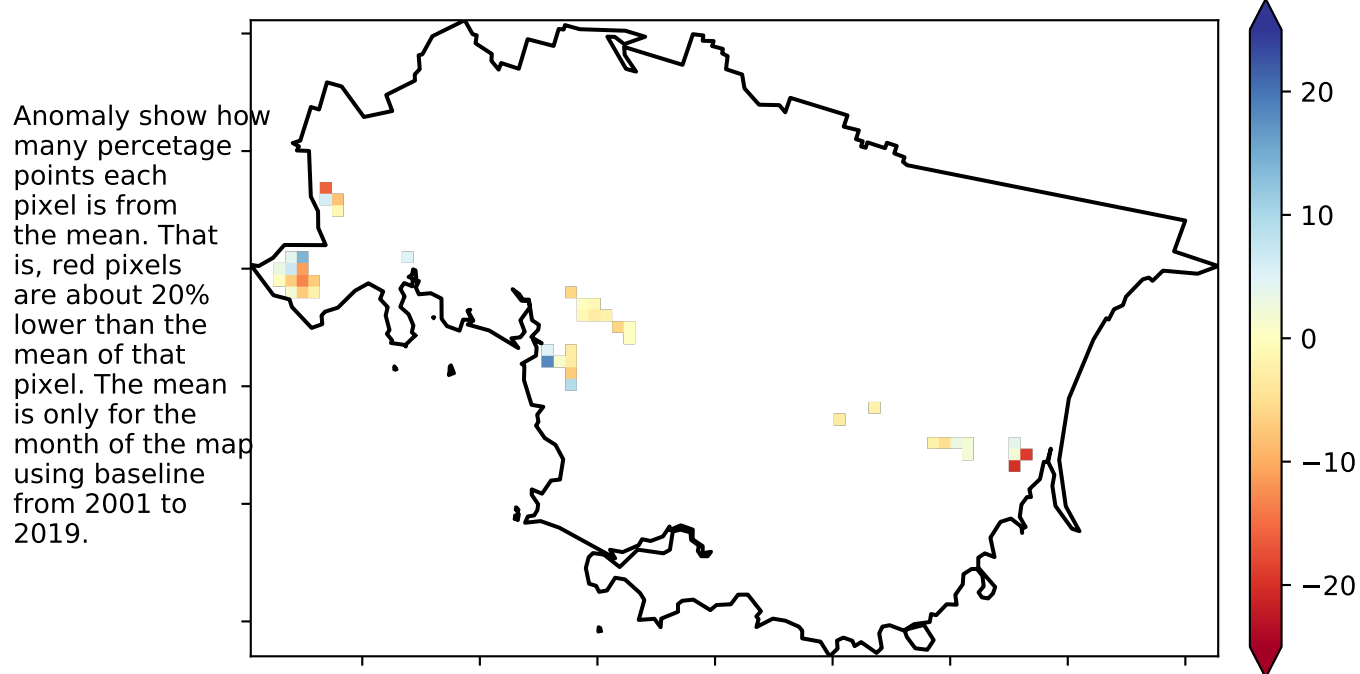 Anomaly show how
many percetage
points each
pixel is from
the mean. That
is, red pixels
are about 20%
lower than the
mean of that
pixel. The mean
is only for the
month of the map
using baseline
from 2001 to
2019.
20
10
0
−10
−20